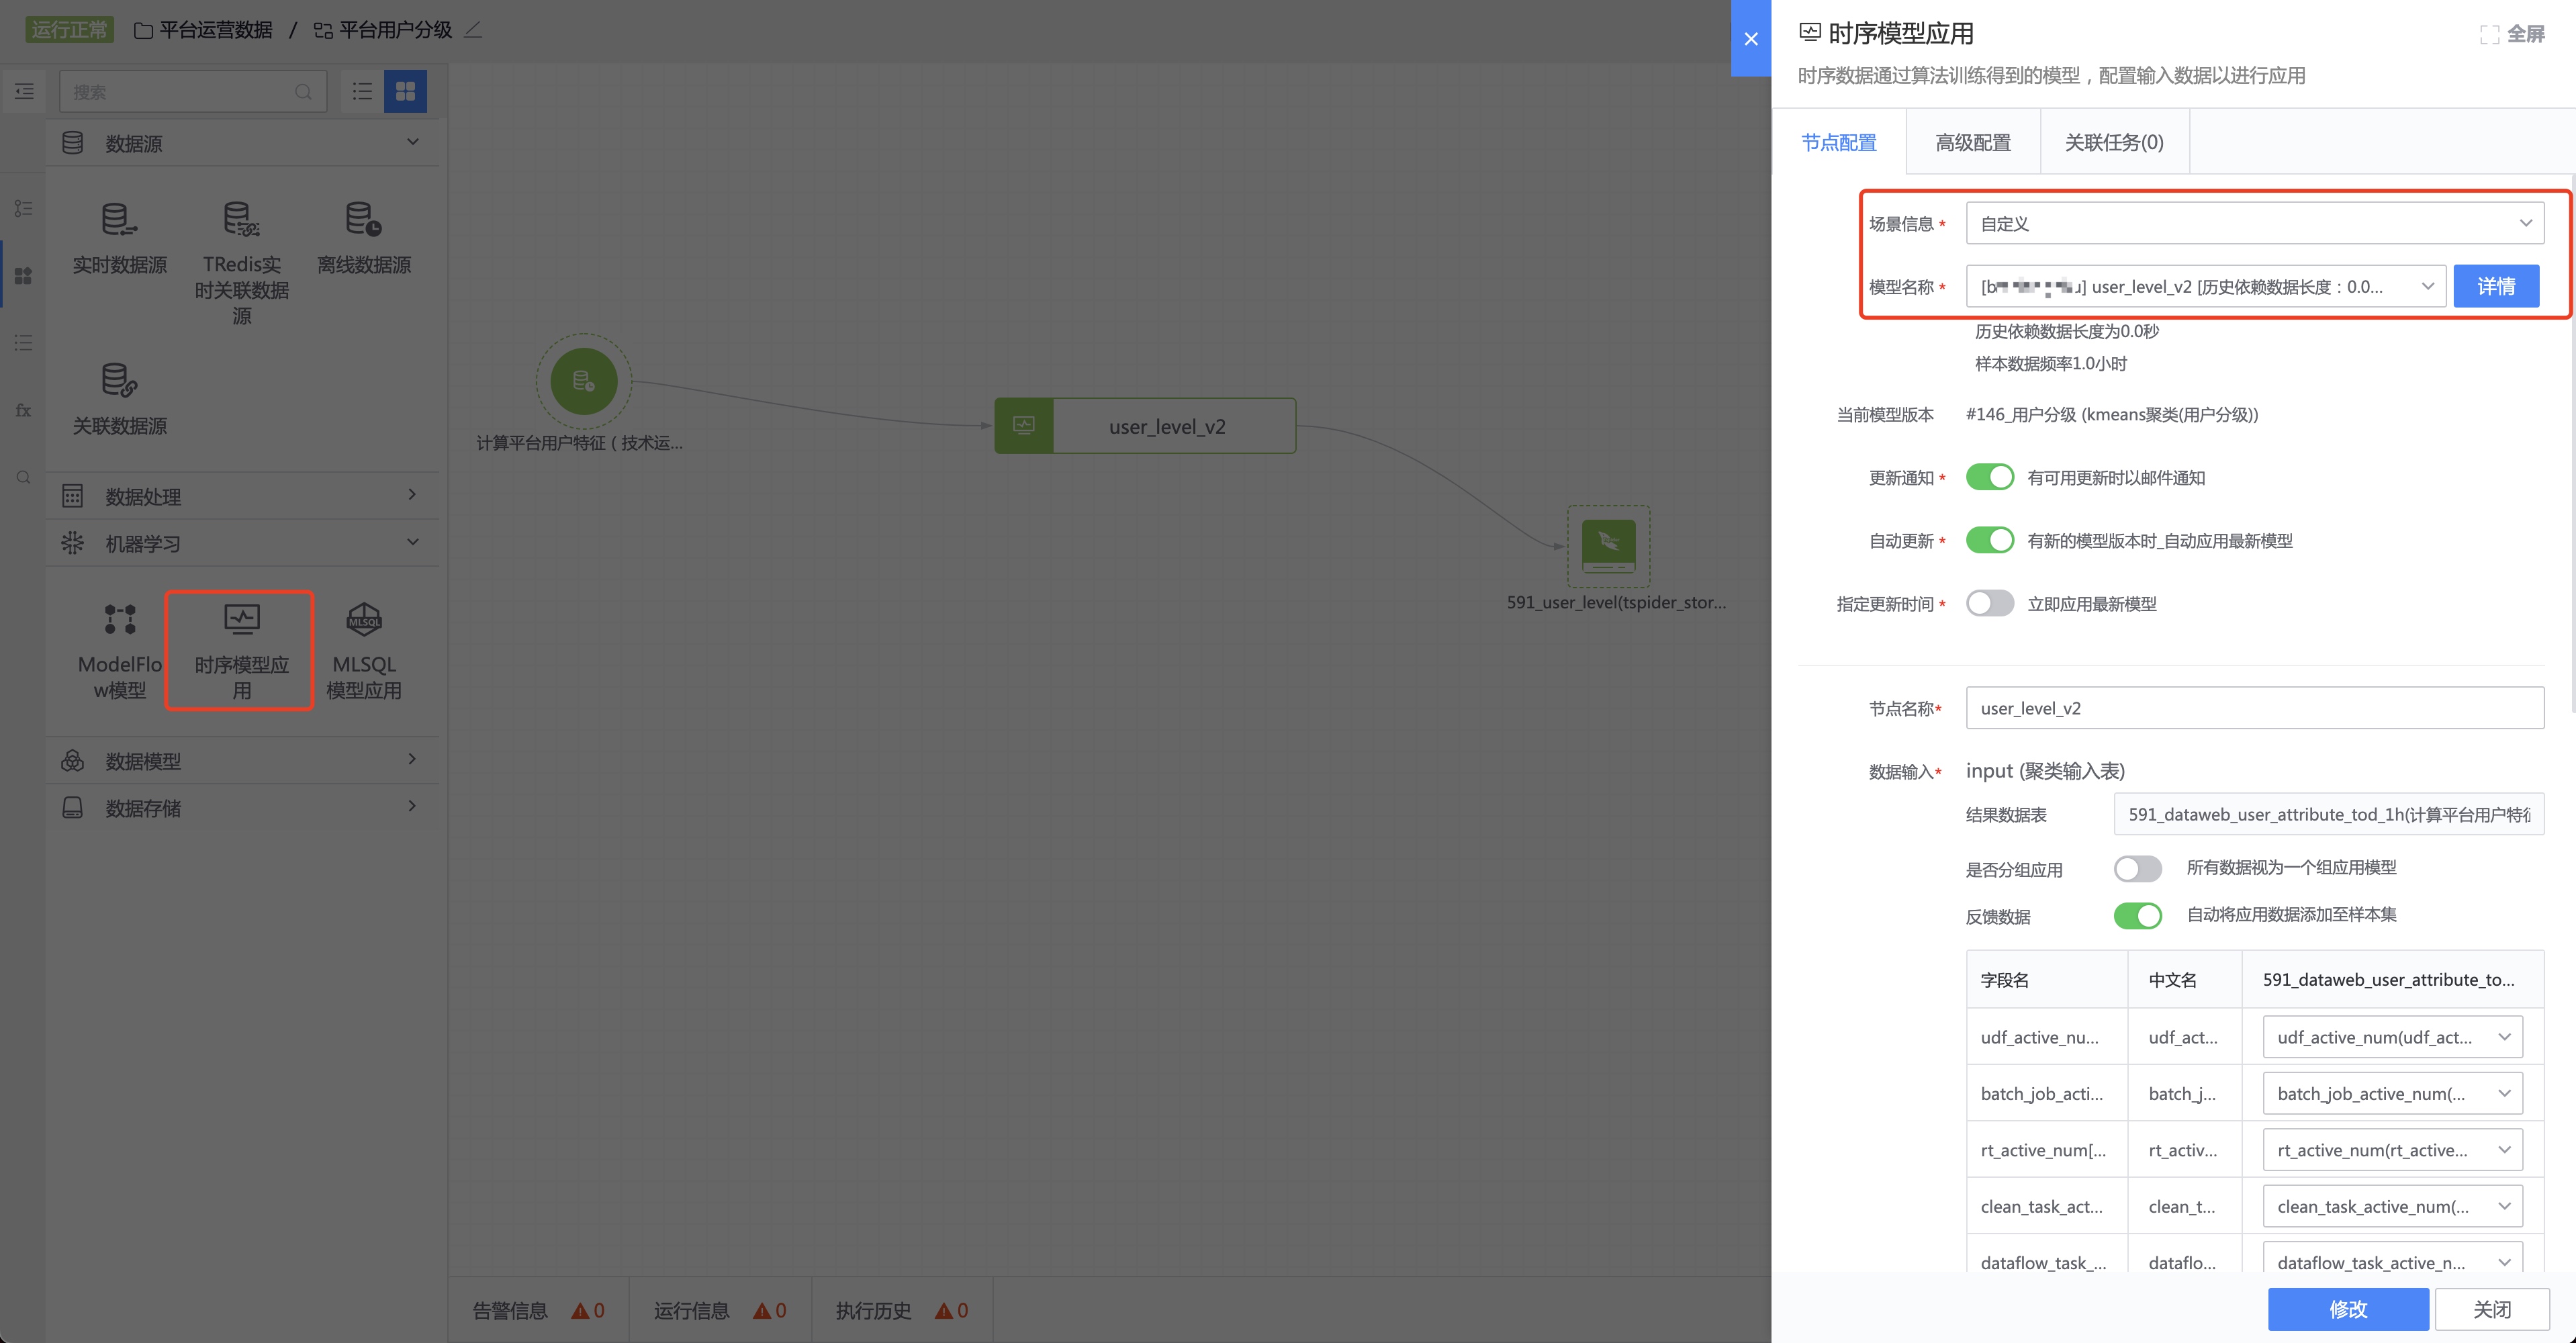 运行正常
平台运营数据 / 平台用户分级
搜索
数据源
实时数据源
TRedis实
时关联数据
源
离线数据源
关联数据源
fx
数据处理
机器学习
ModelFlo
w模型
时序模型应
用
MLSQL
MLSQL
模型应用
数据模型
数据存储
计算平台用户特征（技术运...
user_level_v2
591_user_level(tspider_stor...
告警信息 0
运行信息 0
执行历史 0
时序模型应用
全屏
时序数据通过算法训练得到的模型，配置输入数据以进行应用
节点配置
高级配置
关联任务(0)
场景信息* 自定义
模型名称* [b u] user_level_v2 [历史依赖数据长度：0.0... 详情
历史依赖数据长度为0.0秒
样本数据频率1.0小时
当前模型版本 #146_用户分级 (kmeans聚类(用户分级))
更新通知* 有可用更新时以邮件通知
自动更新* 有新的模型版本时_自动应用最新模型
指定更新时间* 立即应用最新模型
节点名称* user_level_v2
数据输入* input (聚类输入表)
结果数据表 591_dataweb_user_attribute_tod_1h(计算平台用户特
是否分组应用 所有数据视为一个组应用模型
反馈数据 自动将应用数据添加至样本集
字段名 中文名 591_dataweb_user_attribute_to...
udf_active_nu... udf_act... udf_active_num(udf_act...
batch_job_acti... batch_j... batch_job_active_num(...
rt_active_num[... rt_activ... rt_active_num(rt_active...
clean_task_act... clean_t... clean_task_active_num(...
dataflow_task_... dataflo... dataflow_task_active_n...
修改
关闭